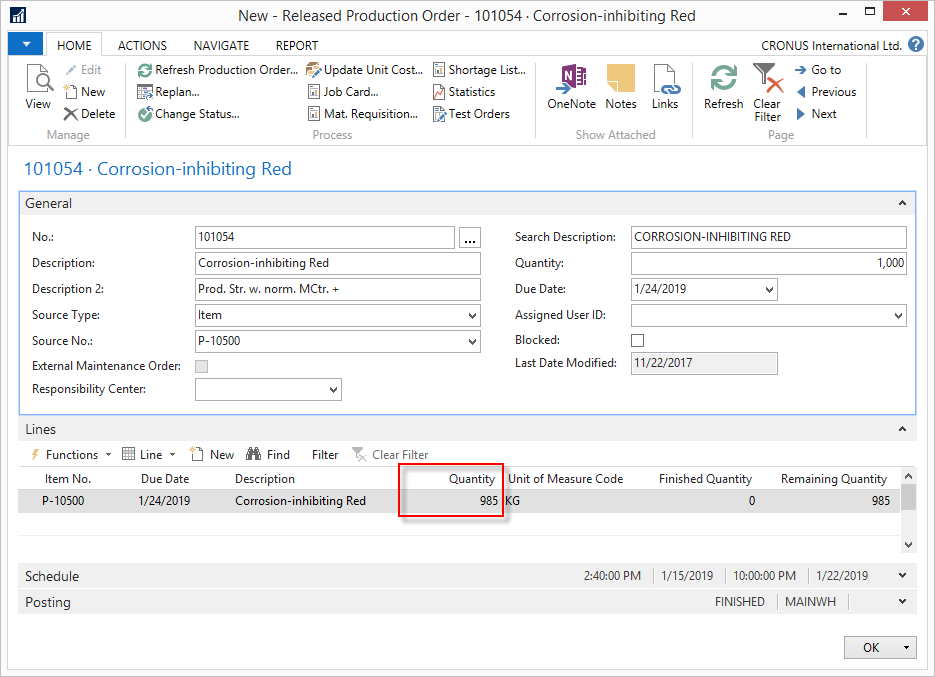 New - Released Production Order - 101054 · Corrosion-inhibiting Red
HOME ACTIONS NAVIGATE REPORT CRONUS International Ltd. ?
View
Edit
New
Delete
Manage
Refresh Production Order...
Replan...
Change Status...
Update Unit Cost...
Job Card...
Mat. Requisition...
Shortage List...
Statistics
Test Orders
Process
OneNote
Notes
Links
Show Attached
Refresh
Clear
Filter
Go to
Previous
Next
Page
101054 · Corrosion-inhibiting Red
General
No.: 101054 ...
Description: Corrosion-inhibiting Red
Description 2: Prod. Str. w. norm. MCtr. +
Source Type: Item
Source No.: P-10500
External Maintenance Order:
Responsibility Center:
Search Description: CORROSION-INHIBITING RED
Quantity: 1,000
Due Date: 1/24/2019
Assigned User ID:
Blocked:
Last Date Modified: 11/22/2017
Lines
Functions Line New Find Filter Clear Filter
Item No. Due Date Description Quantity Unit of Measure Code Finished Quantity Remaining Quantity
P-10500 1/24/2019 Corrosion-inhibiting Red 985 KG 0 985
Schedule 2:40:00 PM 1/15/2019 10:00:00 PM 1/22/2019
Posting FINISHED MAINWH
OK